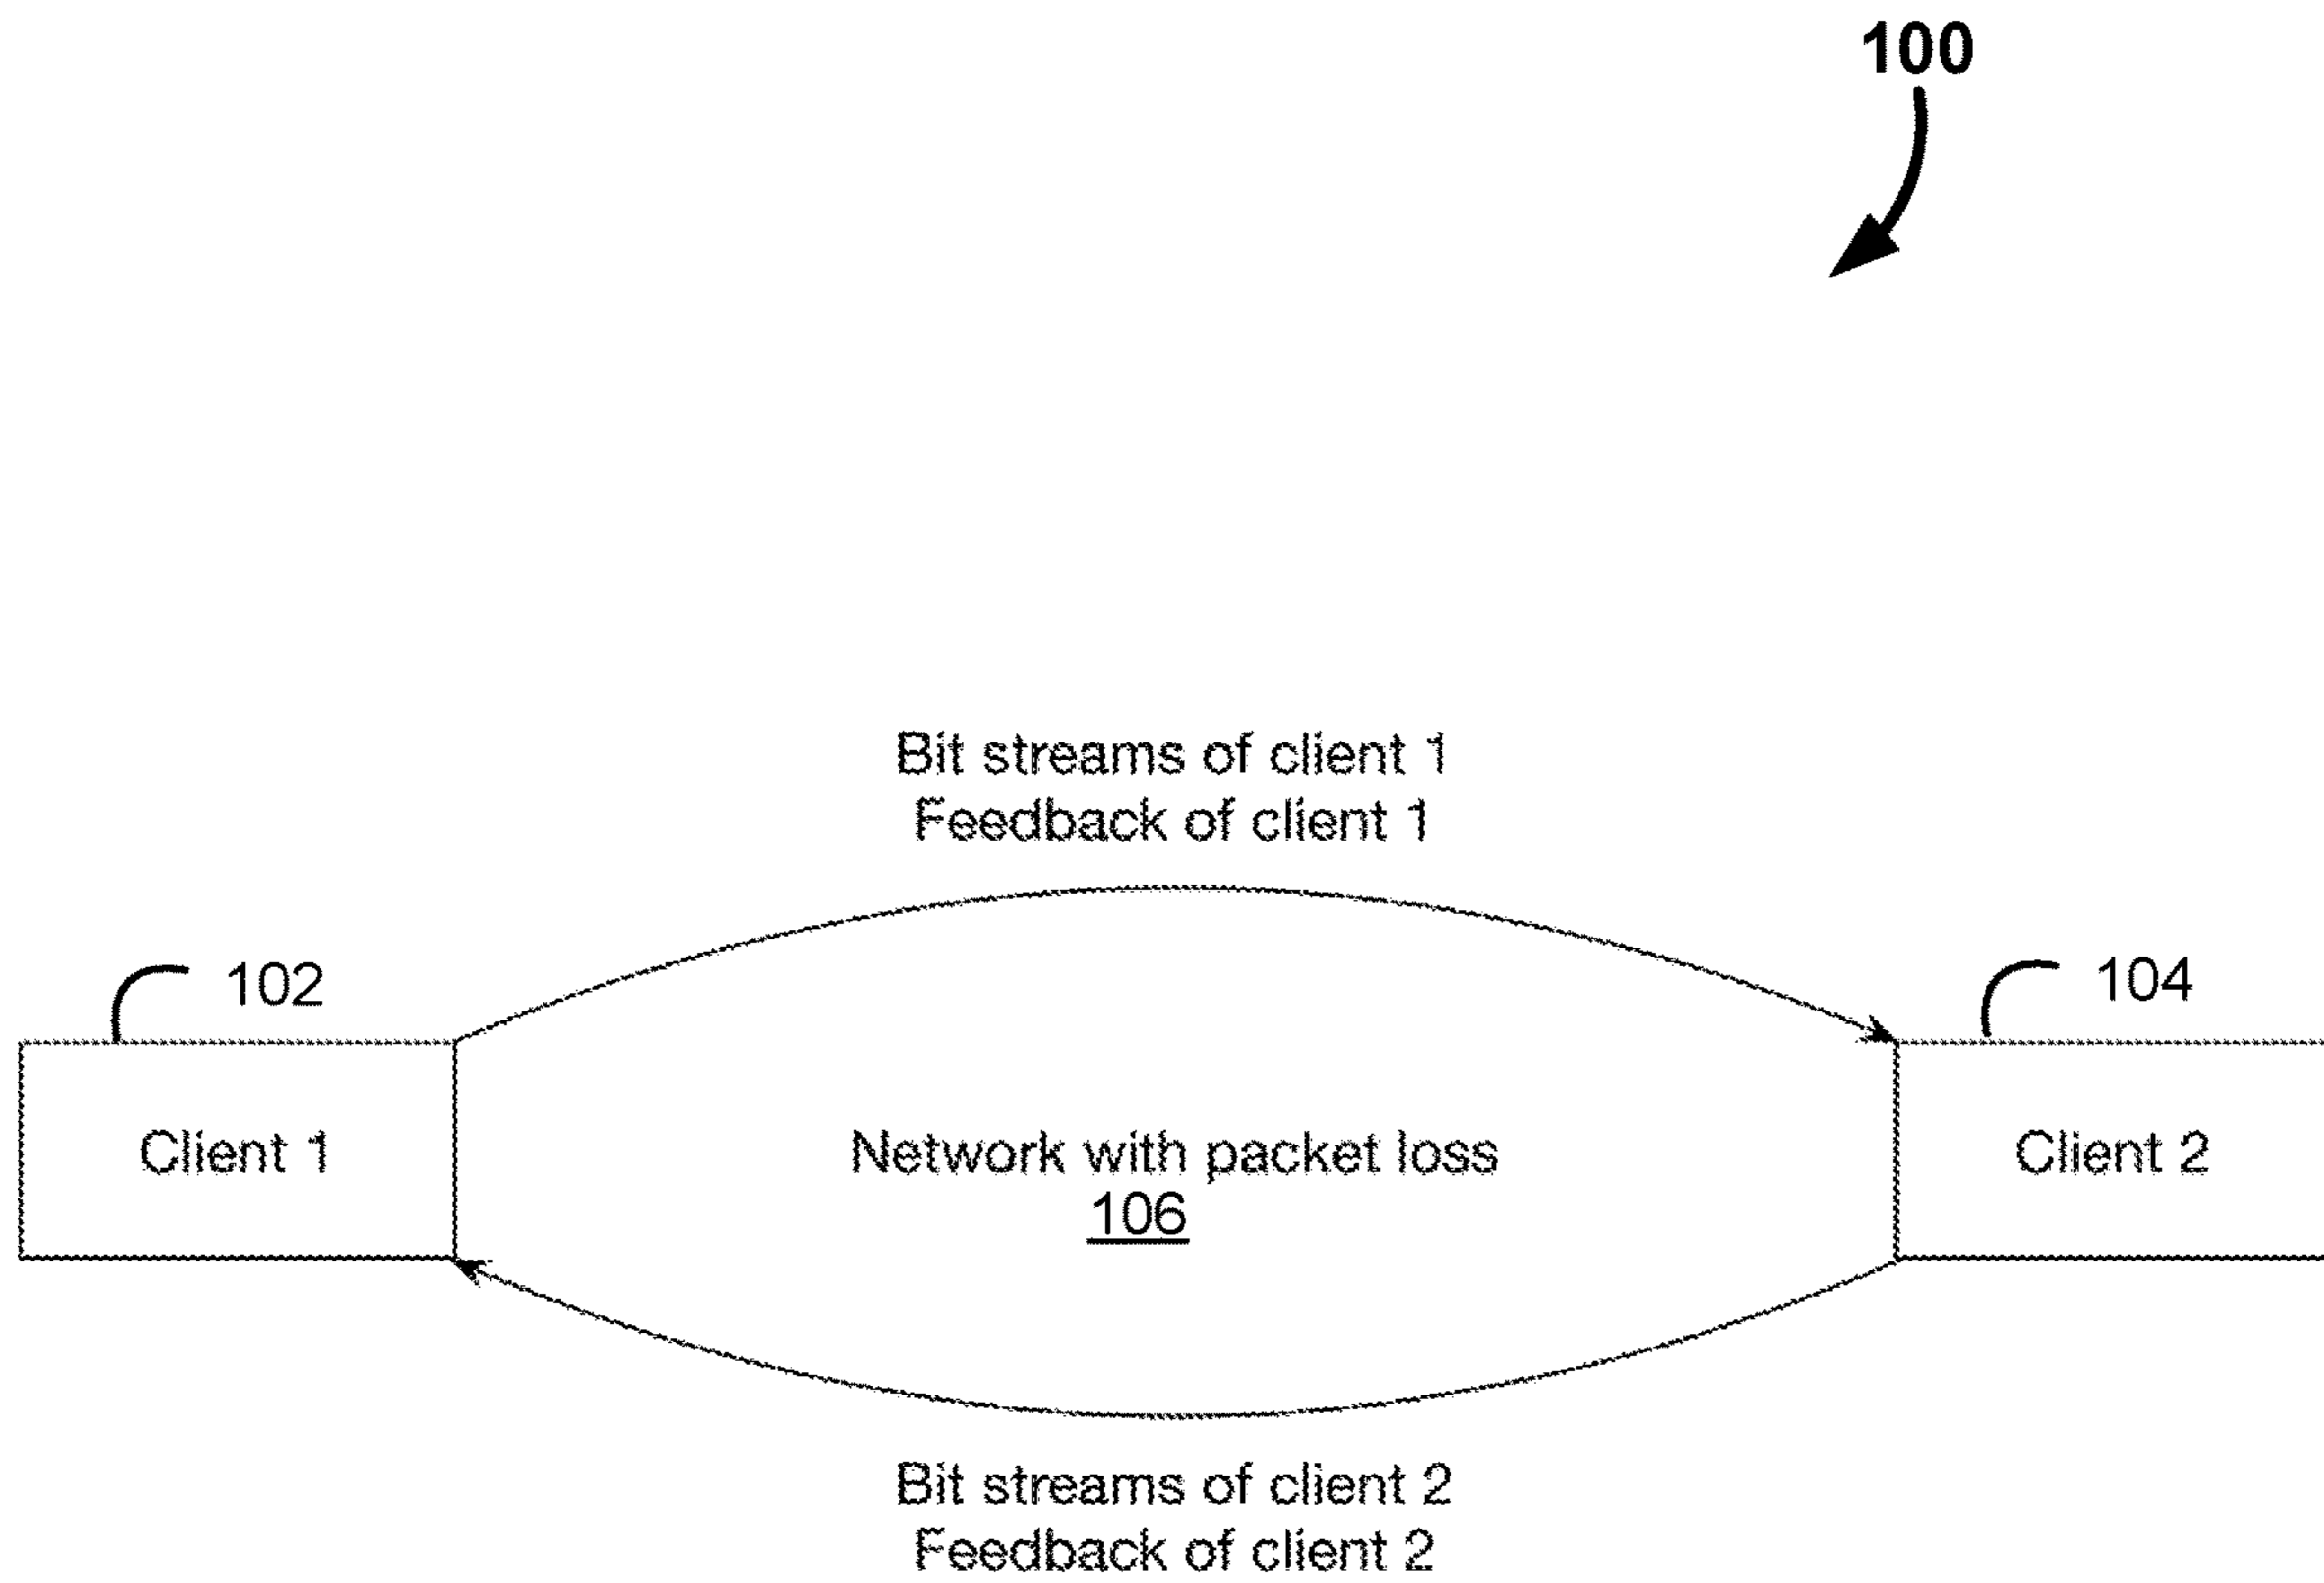 100
Bit streams of client 1
Feedback of client 1
102
104
Client 1
Network with packet loss
106
Client 2
Bit streams of client 2
Feedback of client 2